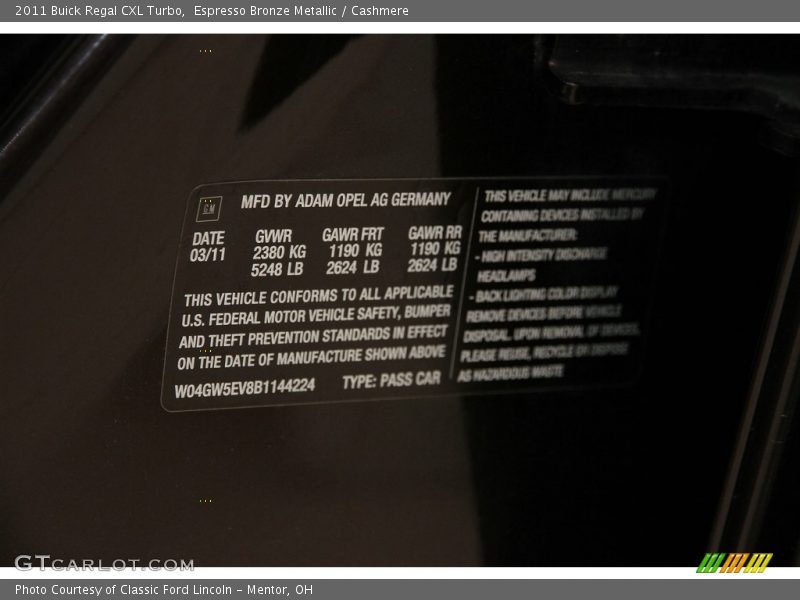 2011 Buick Regal CXL Turbo, Espresso Bronze Metallic / Cashmere
GM
MFD BY ADAM OPEL AG GERMANY
DATE GVWR GAWR FRT GAWR RR
03/11 2380 KG 1190 KG 1190 KG
5248 LB 2624 LB 2624 LB
THIS VEHICLE CONFORMS TO ALL APPLICABLE
U.S. FEDERAL MOTOR VEHICLE SAFETY, BUMPER
AND THEFT PREVENTION STANDARDS IN EFFECT
ON THE DATE OF MANUFACTURE SHOWN ABOVE
W04GW5EV8B1144224 TYPE: PASS CAR
THIS VEHICLE MAY INCLUDE MERCURY
CONTAINING DEVICES INSTALLED BY
THE MANUFACTURER:
- HIGH INTENSITY DISCHARGE
HEADLAMPS
- BACK LIGHTING COLOR DISPLAY
REMOVE DEVICES BEFORE VEHICLE
DISPOSAL. UPON REMOVAL OF DEVICES,
PLEASE REUSE, RECYCLE OR DISPOSE
AS HAZARDOUS WASTE
GTCARLOT.COM
Photo Courtesy of Classic Ford Lincoln - Mentor, OH